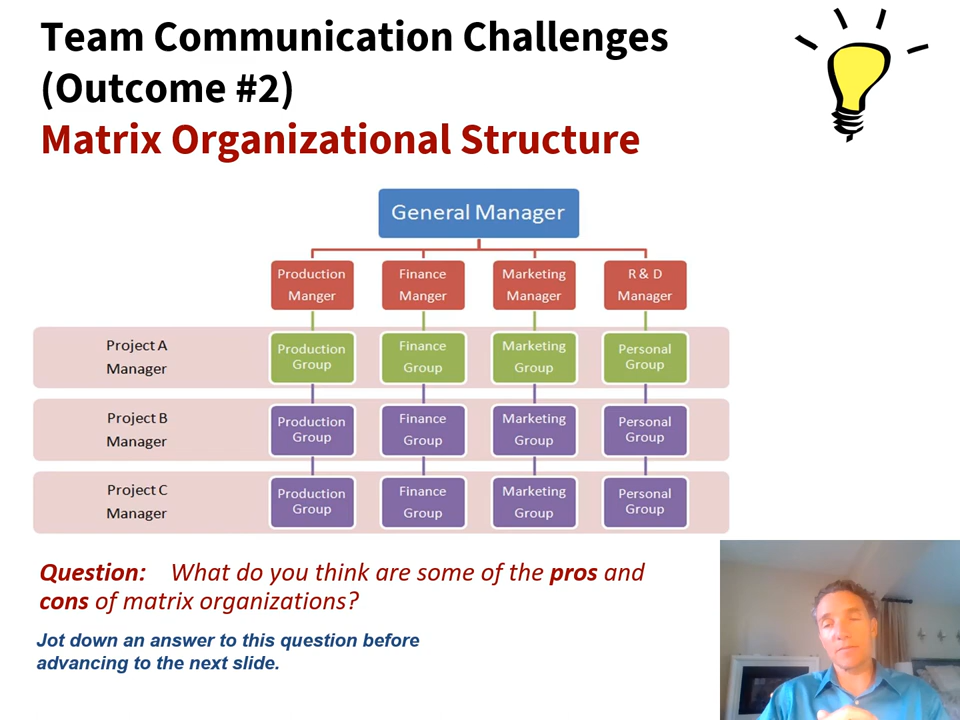 Team Communication Challenges
(Outcome #2)
Matrix Organizational Structure
General Manager
Production
Manger
Finance
Manger
Marketing
Manager
R & D
Manager
Project A
Manager
Production
Group
Finance
Group
Marketing
Group
Personal
Group
Project B
Manager
Production
Group
Finance
Group
Marketing
Group
Personal
Group
Project C
Manager
Production
Group
Finance
Group
Marketing
Group
Personal
Group
Question: What do you think are some of the pros and
cons of matrix organizations?
Jot down an answer to this question before
advancing to the next slide.